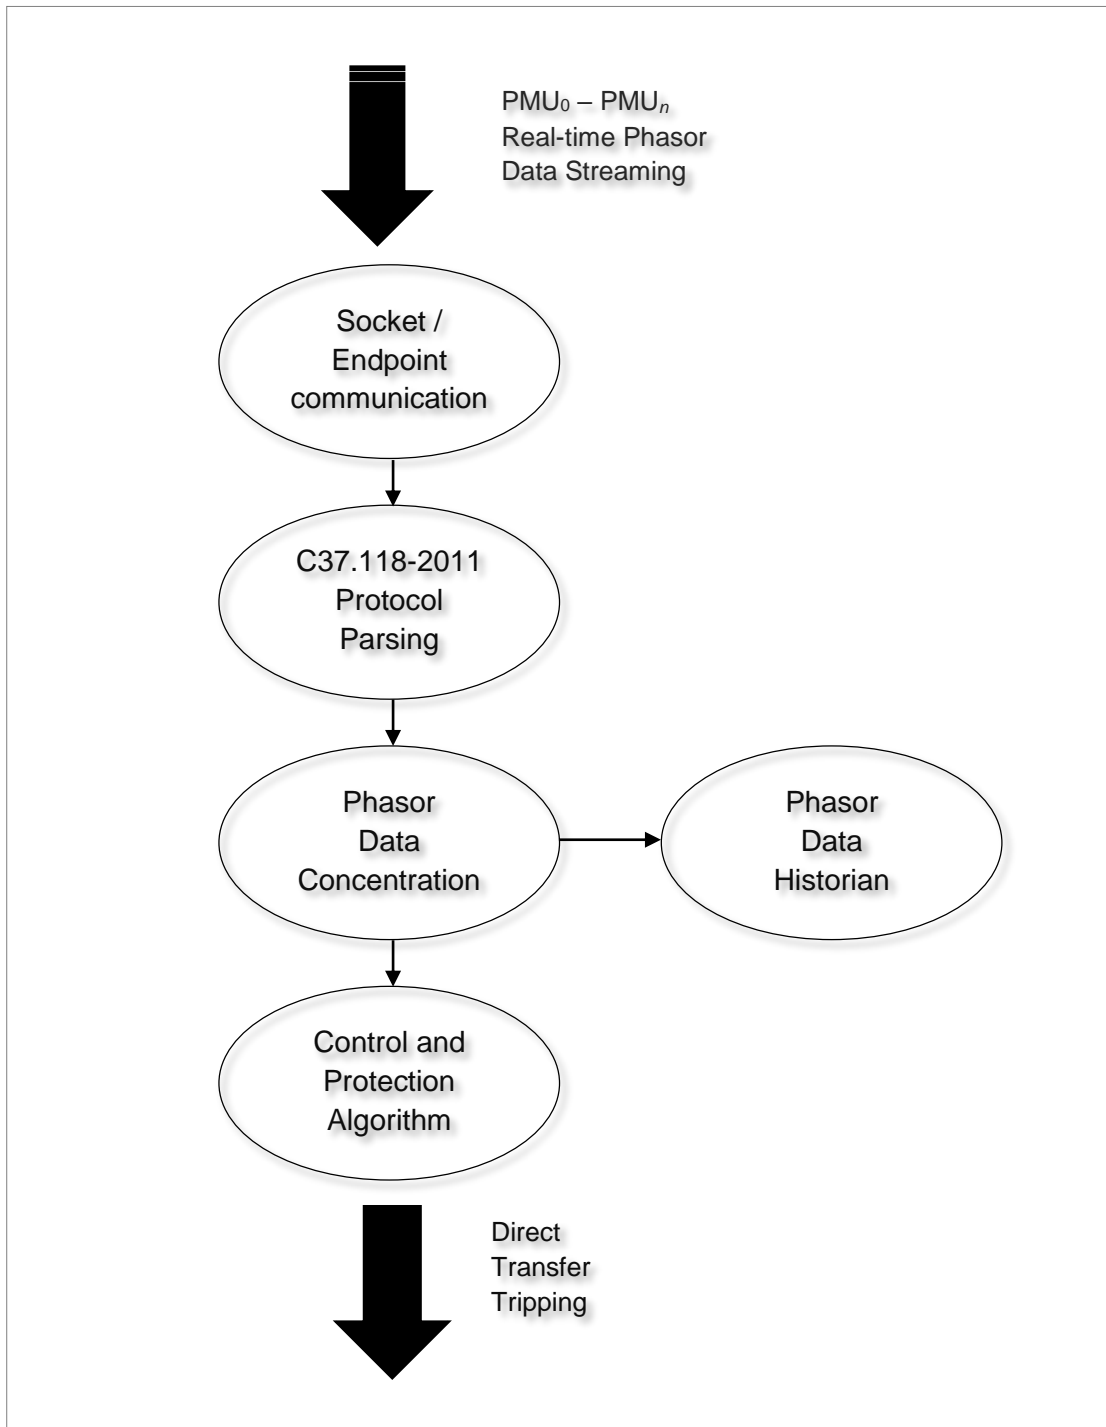 PMU₀ – PMUₙ
Real-time Phasor
Data Streaming
Socket /
Endpoint
communication
C37.118-2011
Protocol
Parsing
Phasor
Data
Concentration
Phasor
Data
Historian
Control and
Protection
Algorithm
Direct
Transfer
Tripping